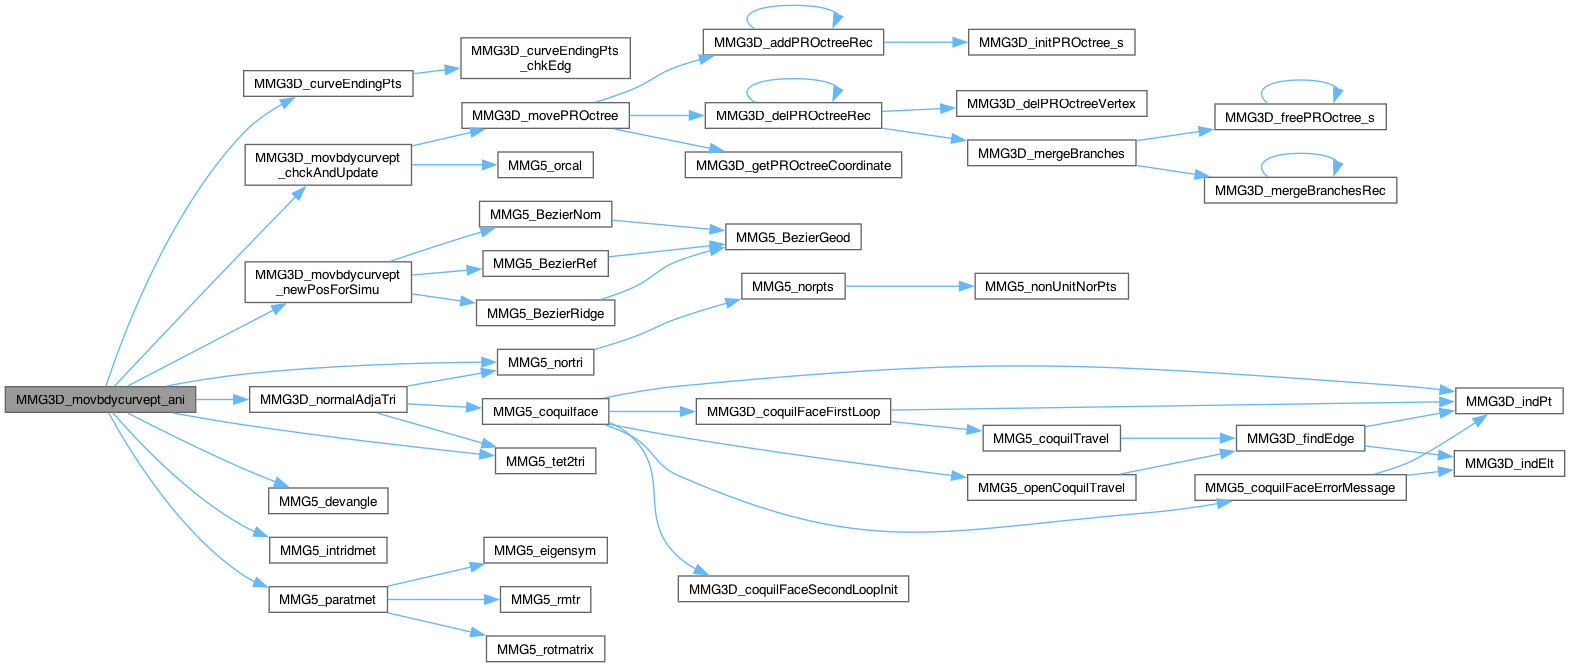 MMG3D_movbdycurvept_ani
MMG3D_curveEndingPts
MMG3D_curveEndingPts
_chkEdg
MMG3D_movbdycurvept
_chckAndUpdate
MMG3D_movePROctree
MMG5_orcal
MMG3D_addPROctreeRec
MMG3D_initPROctree_s
MMG3D_delPROctreeRec
MMG3D_getPROctreeCoordinate
MMG3D_delPROctreeVertex
MMG3D_mergeBranches
MMG3D_freePROctree_s
MMG3D_mergeBranchesRec
MMG3D_movbdycurvept
_newPosForSimu
MMG5_BezierNom
MMG5_BezierRef
MMG5_BezierRidge
MMG5_BezierGeod
MMG5_nortri
MMG5_norpts
MMG5_nonUnitNorPts
MMG3D_normalAdjaTri
MMG5_coquilface
MMG5_tet2tri
MMG3D_coquilFaceFirstLoop
MMG5_coquilTravel
MMG5_openCoquilTravel
MMG3D_findEdge
MMG5_coquilFaceErrorMessage
MMG3D_indPt
MMG3D_indElt
MMG3D_coquilFaceSecondLoopInit
MMG5_devangle
MMG5_intridmet
MMG5_paratmet
MMG5_eigensym
MMG5_rmtr
MMG5_rotmatrix